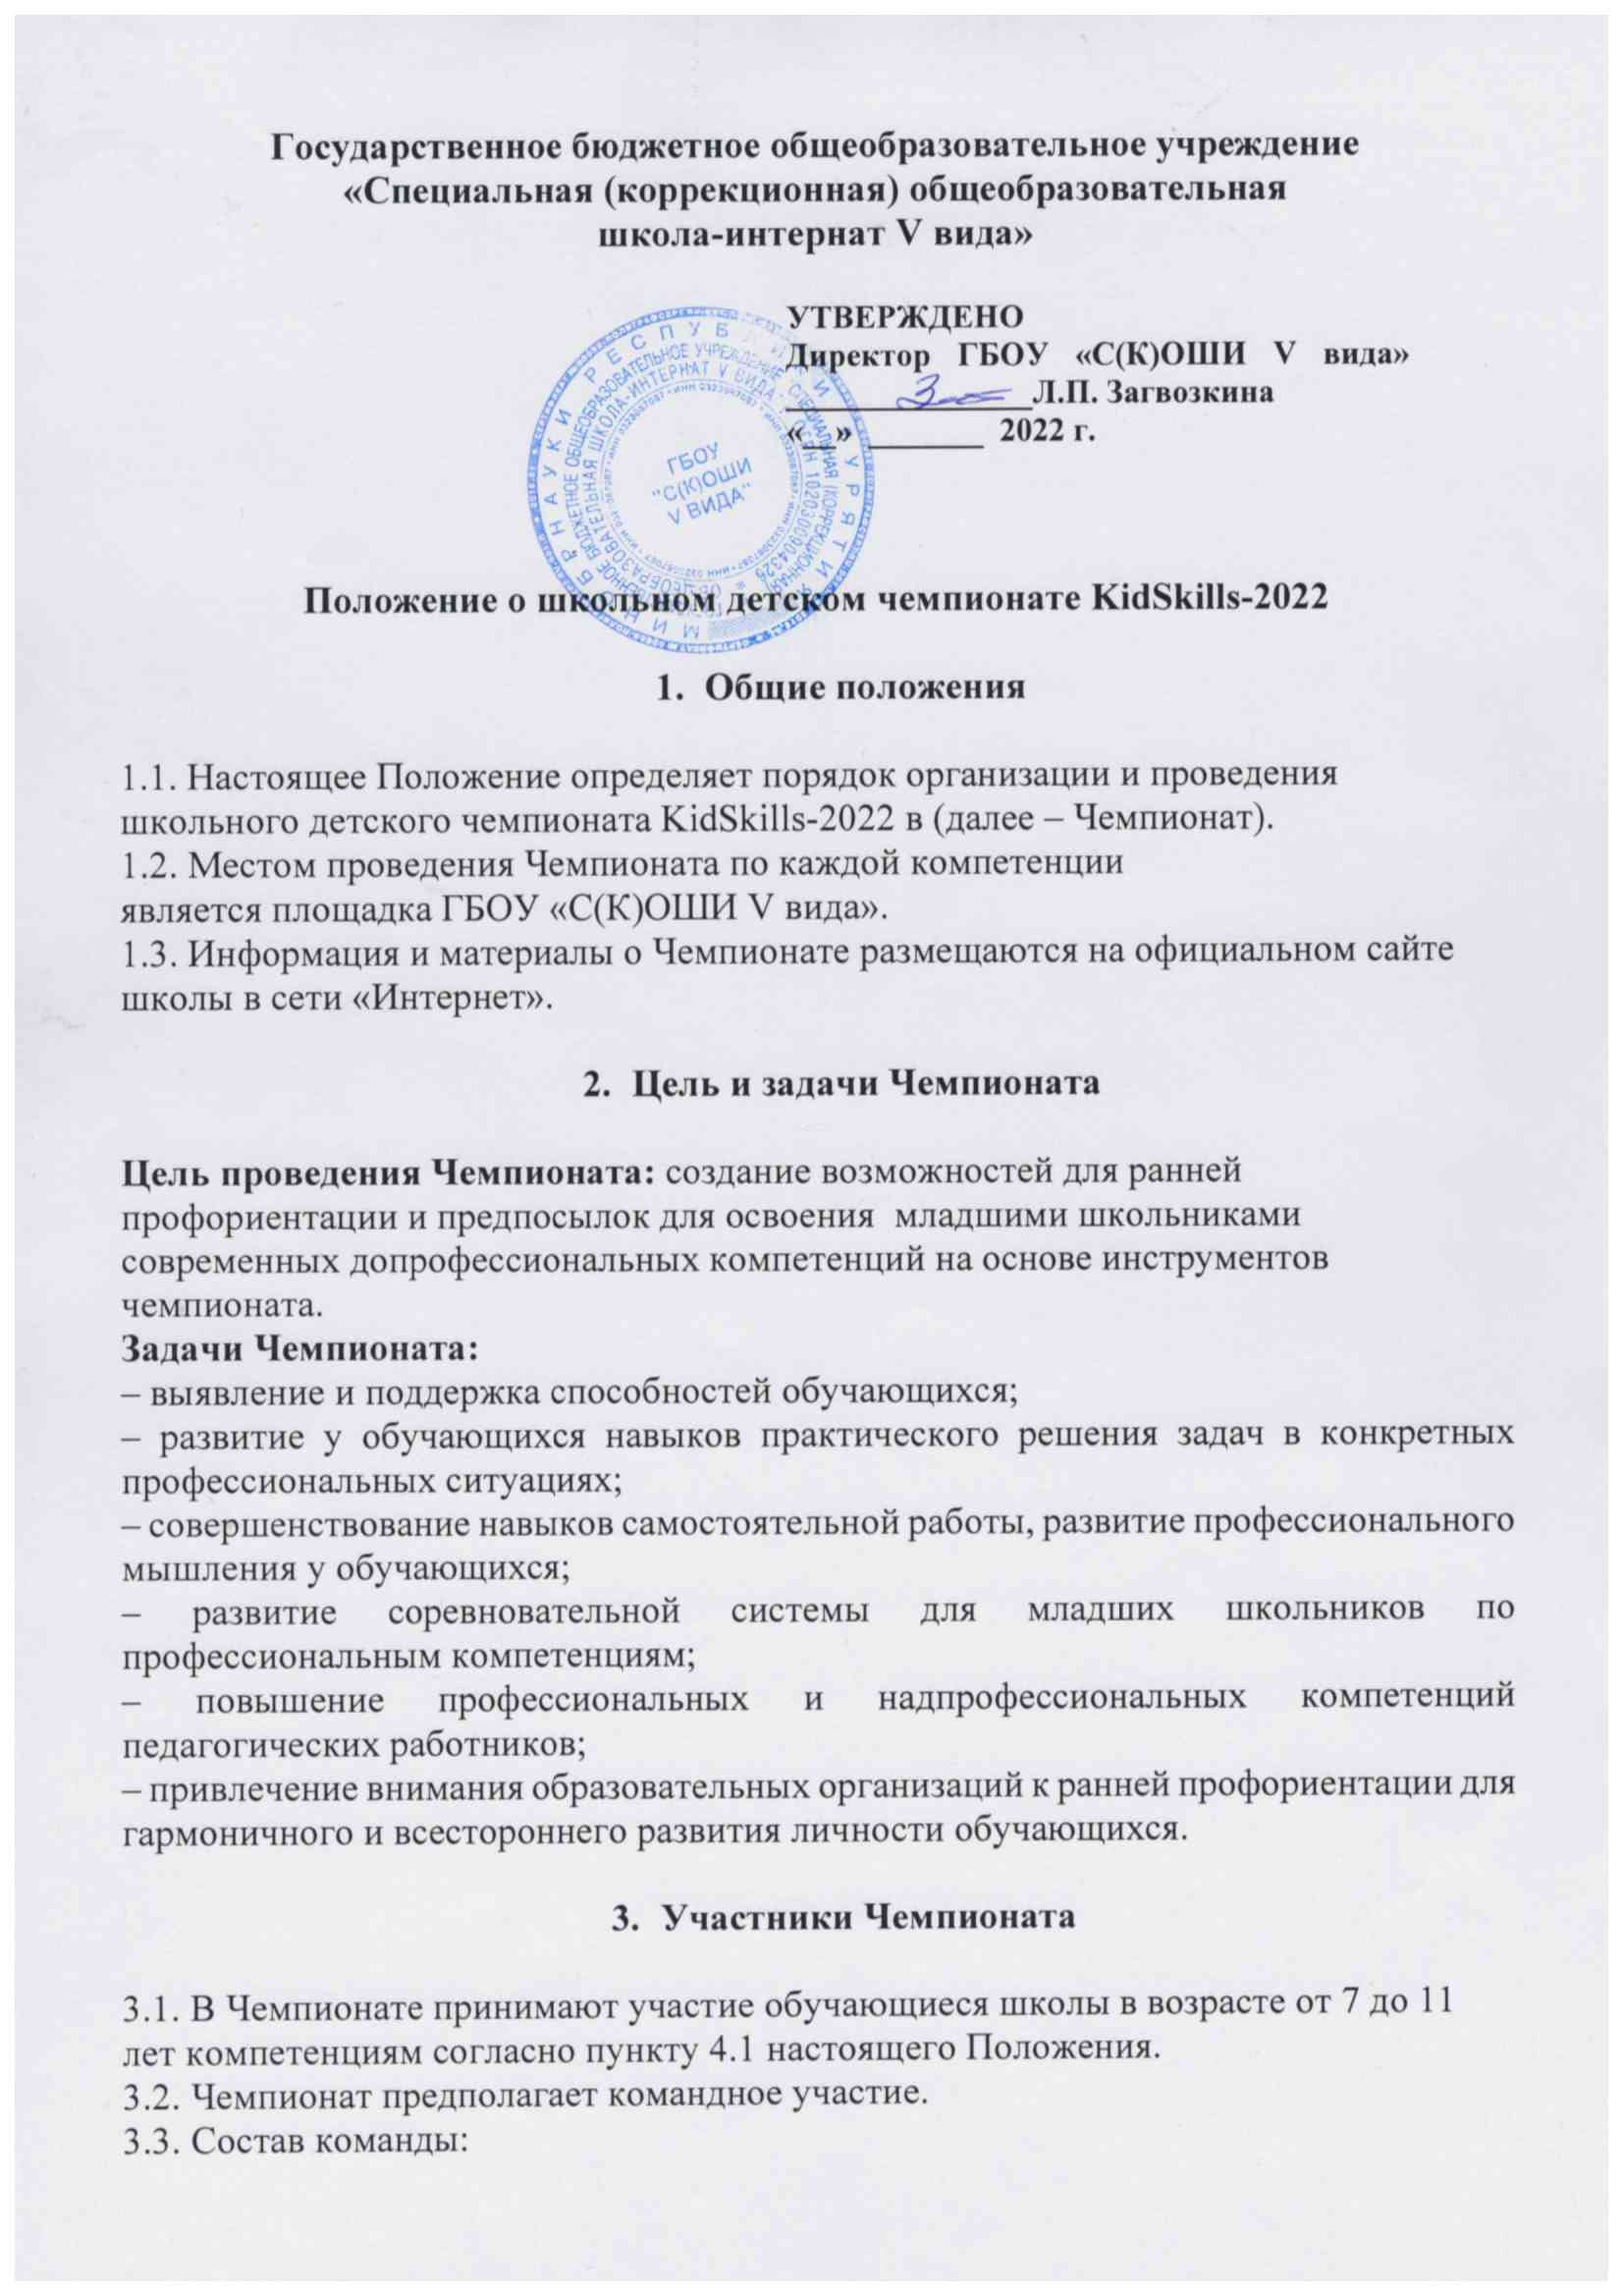 Государственное бюджетное общеобразовательное учреждение
«Специальная (коррекционная) общеобразовательная
школа-интернат V вида»
УТВЕРЖДЕНО
Директор ГБОУ «С(К)ОШИ V вида»
Л.П. Загвозкина
«__» _______ 2022 г.
ГБОУ
"С(К)ОШИ
V ВИДА"
Положение о школьном детском чемпионате KidSkills-2022
1. Общие положения
1.1. Настоящее Положение определяет порядок организации и проведения
школьного детского чемпионата KidSkills-2022 в (далее – Чемпионат).
1.2. Местом проведения Чемпионата по каждой компетенции
является площадка ГБОУ «С(К)ОШИ V вида».
1.3. Информация и материалы о Чемпионате размещаются на официальном сайте
школы в сети «Интернет».
2. Цель и задачи Чемпионата
Цель проведения Чемпионата: создание возможностей для ранней
профориентации и предпосылок для освоения младшими школьниками
современных допрофессиональных компетенций на основе инструментов
чемпионата.
Задачи Чемпионата:
– выявление и поддержка способностей обучающихся;
– развитие у обучающихся навыков практического решения задач в конкретных
профессиональных ситуациях;
– совершенствование навыков самостоятельной работы, развитие профессионального
мышления у обучающихся;
– развитие соревновательной системы для младших школьников по
профессиональным компетенциям;
– повышение профессиональных и надпрофессиональных компетенций
педагогических работников;
– привлечение внимания образовательных организаций к ранней профориентации для
гармоничного и всестороннего развития личности обучающихся.
3. Участники Чемпионата
3.1. В Чемпионате принимают участие обучающиеся школы в возрасте от 7 до 11
лет компетенциям согласно пункту 4.1 настоящего Положения.
3.2. Чемпионат предполагает командное участие.
3.3. Состав команды: